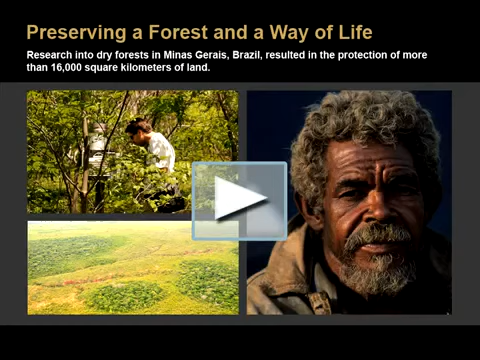 Preserving a Forest and a Way of Life
Research into dry forests in Minas Gerais, Brazil, resulted in the protection of more
than 16,000 square kilometers of land.